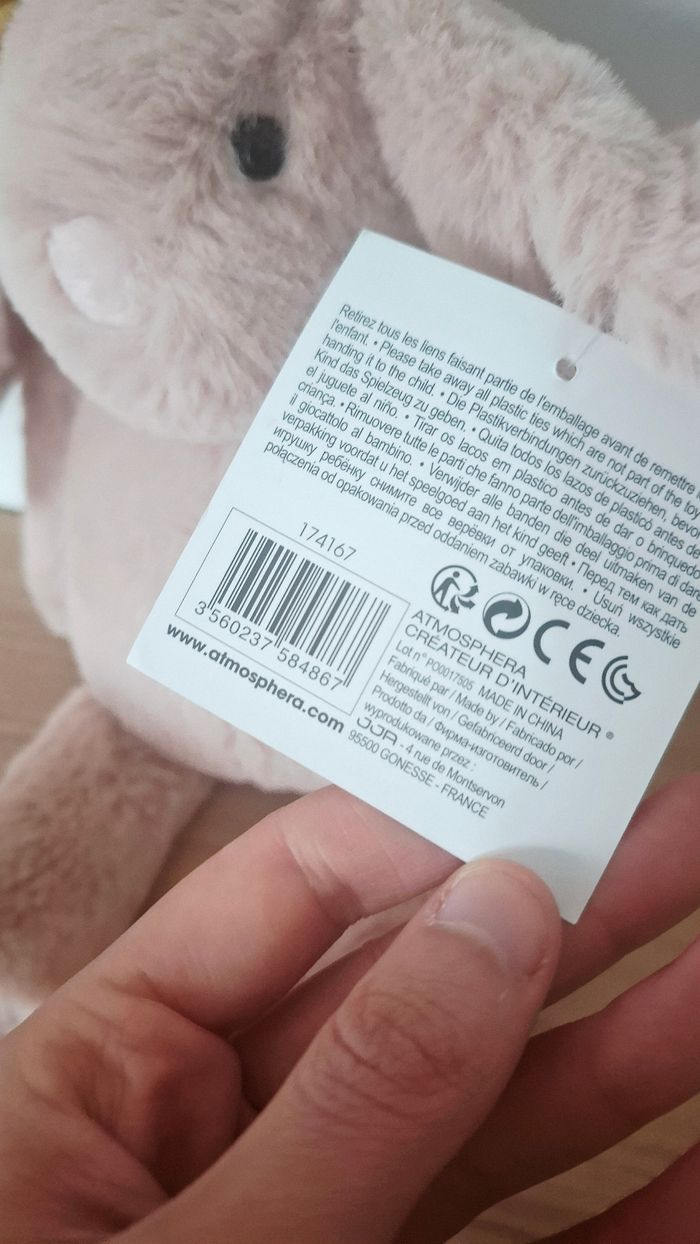 Retirez tous les liens faisant partie de l'emballage avant de remettre
l'enfant. • Please take away all plastic ties which are not part of the toy
handing it to the child. • Die Plastikverbindungen zurückzuziehen, bevor
Kind das Spielzeug zu geben. • Quita todos los lazos de plasticó antes de
el juguete al niño. • Tirar os lacos em plastico antes de dar o brinquedo
criança. • Rimuovere tutte le parti che fanno parte dell'imballaggio prima di dare
il giocattolo al bambino. • Verwijder alle banden die deel uitmaken van de
verpakking voordat u het speelgoed aan het kind geeft • Перед тем как дать
игрушку ребёнку снимите все верёвки от упаковки. • Usuń wszystkie
połączenia od opakowania przed oddaniem zabawki w ręce dziecka.
174167
3 560237 584867
www.atmosphera.com
CE
ATMOSPHERA
CRÉATEUR D'INTÉRIEUR ®
Lot n° PO0017505 MADE IN CHINA
Fabriqué par / Made by / Fabricado por /
Hergestellt von / Gefabriceerd door /
Prodotto da / Фирма-изготовитель /
wyprodukowane przez :
JJA - 4 rue de Montservon
95500 GONESSE - FRANCE